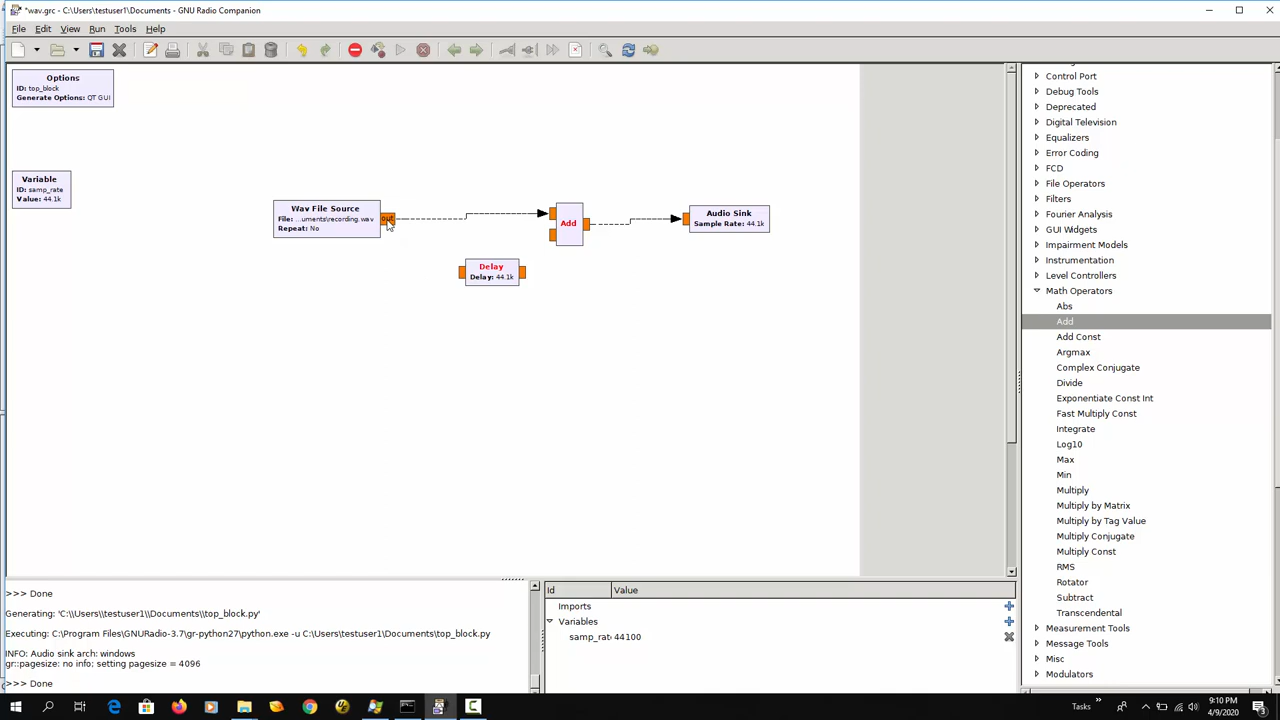 *wav.grc - C:\Users\testuser1\Documents - GNU Radio Companion
File Edit View Run Tools Help
Options
ID: top_block
Generate Options: QT GUI
Variable
ID: samp_rate
Value: 44.1k
Wav File Source
File: ...uments\recording.wav
Repeat: No
out
Add
Audio Sink
Sample Rate: 44.1k
Delay
Delay: 44.1k
Control Port
Debug Tools
Deprecated
Digital Television
Equalizers
Error Coding
FCD
File Operators
Filters
Fourier Analysis
GUI Widgets
Impairment Models
Instrumentation
Level Controllers
Math Operators
Abs
Add
Add Const
Argmax
Complex Conjugate
Divide
Exponentiate Const Int
Fast Multiply Const
Integrate
Log10
Max
Min
Multiply
Multiply by Matrix
Multiply by Tag Value
Multiply Conjugate
Multiply Const
RMS
Rotator
Subtract
Transcendental
Measurement Tools
Message Tools
Misc
Modulators
>>> Done
Generating: 'C:\\Users\\testuser1\\Documents\\top_block.py'
Executing: C:\Program Files\GNURadio-3.7\gr-python27\python.exe -u C:\Users\testuser1\Documents\top_block.py
INFO: Audio sink arch: windows
gr::pagesize: no info: setting pagesize = 4096
>>> Done
Id Value
Imports
Variables
samp_rat 44100
Tasks
9:10 PM
4/9/2020
3